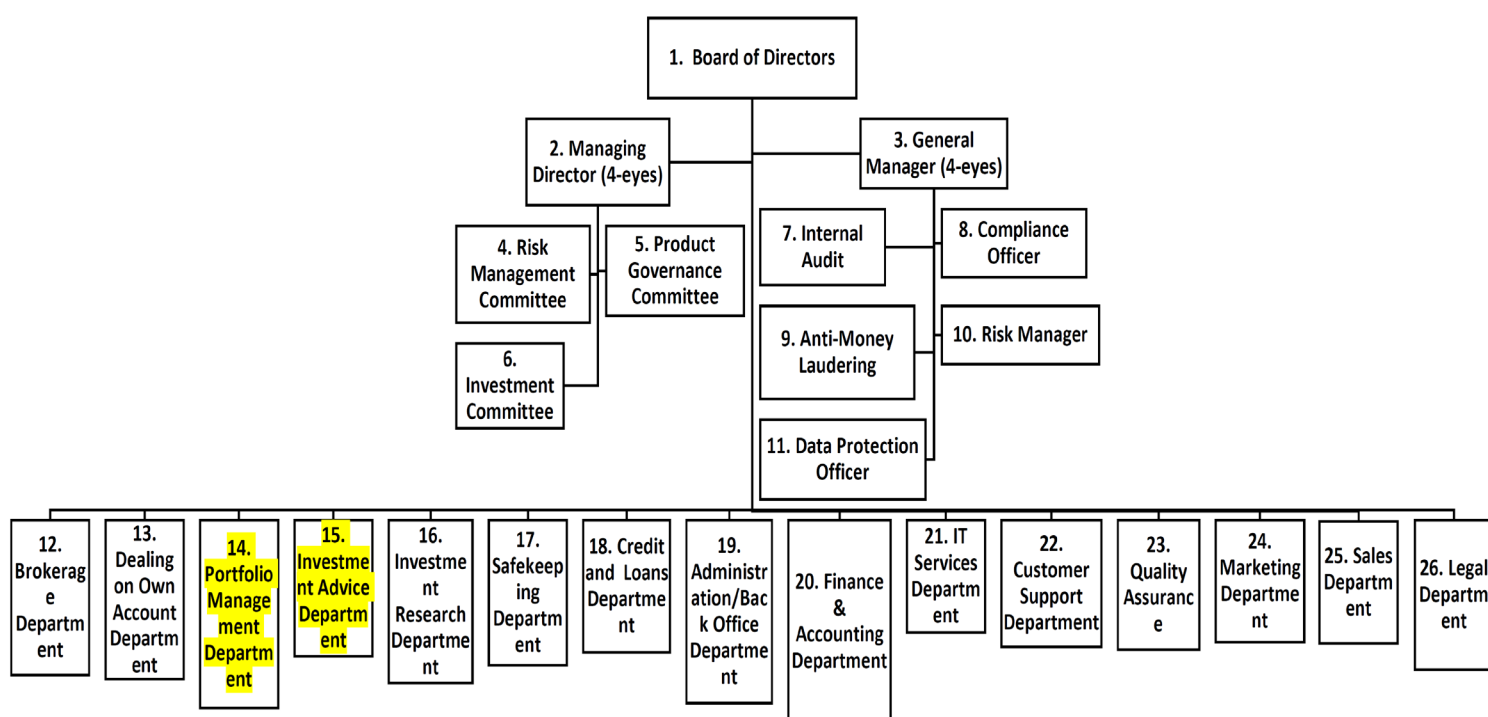 1. Board of Directors
2. Managing
Director (4-eyes)
3. General
Manager (4-eyes)
4. Risk
Management
Committee
5. Product
Governance
Committee
6.
Investment
Committee
7. Internal
Audit
8. Compliance
Officer
9. Anti-Money
Laudering
10. Risk Manager
11. Data Protection
Officer
12.
Brokerag
e
Departm
ent
13.
Dealing
on Own
Account
Departm
ent
14.
Portfolio
Manage
ment
Departm
ent
15.
Investme
nt Advice
Departm
ent
16.
Investme
nt
Research
Departme
nt
17.
Safekeep
ing
Departm
ent
18. Credit
and Loans
Departme
nt
19.
Administr
ation/Bac
k Office
Departme
nt
20. Finance
&
Accounting
Department
21. IT
Services
Departm
ent
22.
Customer
Support
Department
23.
Quality
Assuranc
e
24.
Marketing
Departme
nt
25. Sales
Departm
ent
26. Legal
Departm
ent